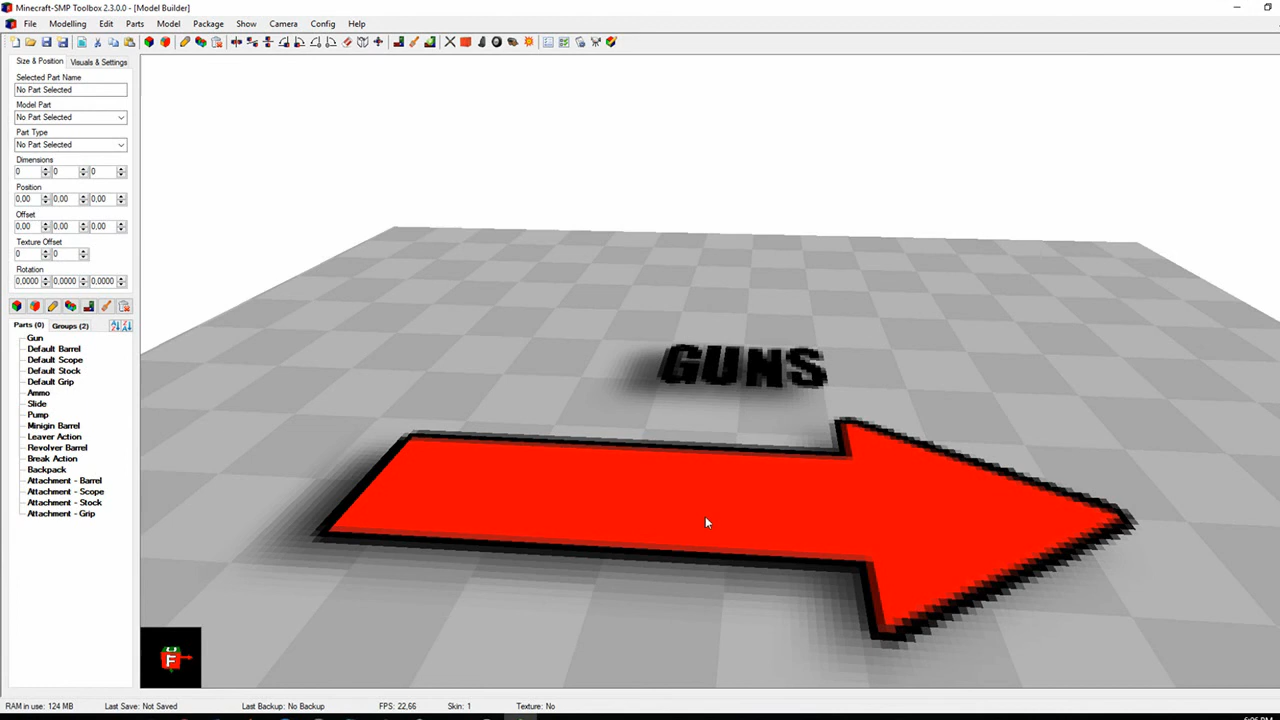 Minecraft-SMP Toolbox 2.3.0.0 - [Model Builder]
File Modelling Edit Parts Model Package Show Camera Config Help
Size & Position Visuals & Settings
Selected Part Name
No Part Selected
Model Part
No Part Selected
Part Type
No Part Selected
Dimensions
0 0 0
Position
0,00 0,00 0,00
Offset
0,00 0,00 0,00
Texture Offset
0 0
Rotation
0,0000 0,0000 0,0000
Parts (0) Groups (2)
Gun
Default Barrel
Default Scope
Default Stock
Default Grip
Ammo
Slide
Pump
Minigin Barrel
Leaver Action
Revolver Barrel
Break Action
Backpack
Attachment - Barrel
Attachment - Scope
Attachment - Stock
Attachment - Grip
GUNS
F
RAM in use: 124 MB Last Save: Not Saved Last Backup: No Backup FPS: 22,66 Skin: 1 Texture: No